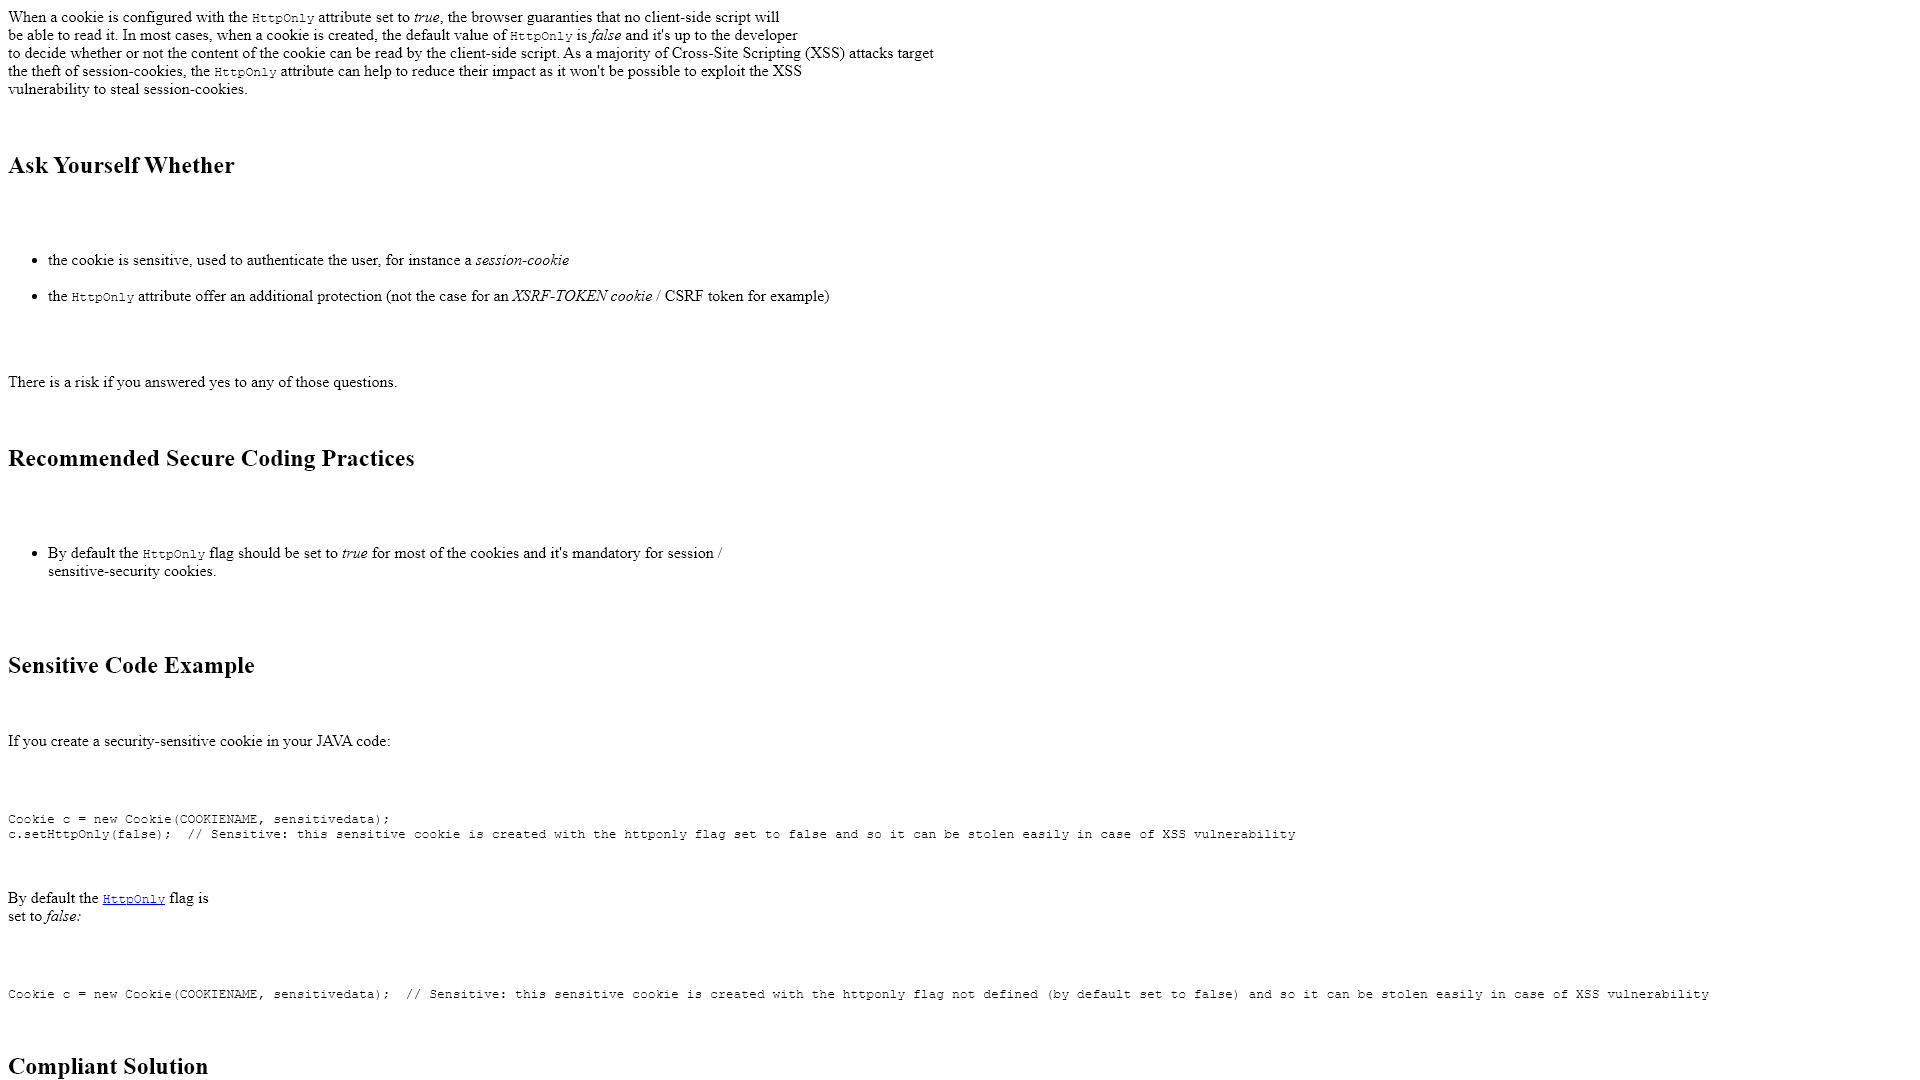 When a cookie is configured with the HttpOnly attribute set to true, the browser guaranties that no client-side script will
be able to read it. In most cases, when a cookie is created, the default value of HttpOnly is false and it's up to the developer
to decide whether or not the content of the cookie can be read by the client-side script. As a majority of Cross-Site Scripting (XSS) attacks target
the theft of session-cookies, the HttpOnly attribute can help to reduce their impact as it won't be possible to exploit the XSS
vulnerability to steal session-cookies.
Ask Yourself Whether
• the cookie is sensitive, used to authenticate the user, for instance a session-cookie
• the HttpOnly attribute offer an additional protection (not the case for an XSRF-TOKEN cookie / CSRF token for example)
There is a risk if you answered yes to any of those questions.
Recommended Secure Coding Practices
• By default the HttpOnly flag should be set to true for most of the cookies and it's mandatory for session /
sensitive-security cookies.
Sensitive Code Example
If you create a security-sensitive cookie in your JAVA code:
Cookie c = new Cookie(COOKIENAME, sensitivedata);
c.setHttpOnly(false);  // Sensitive: this sensitive cookie is created with the httponly flag set to false and so it can be stolen easily in case of XSS vulnerability
By default the HttpOnly flag is
set to false:
Cookie c = new Cookie(COOKIENAME, sensitivedata);  // Sensitive: this sensitive cookie is created with the httponly flag not defined (by default set to false) and so it can be stolen easily in case of XSS vulnerability
Compliant Solution